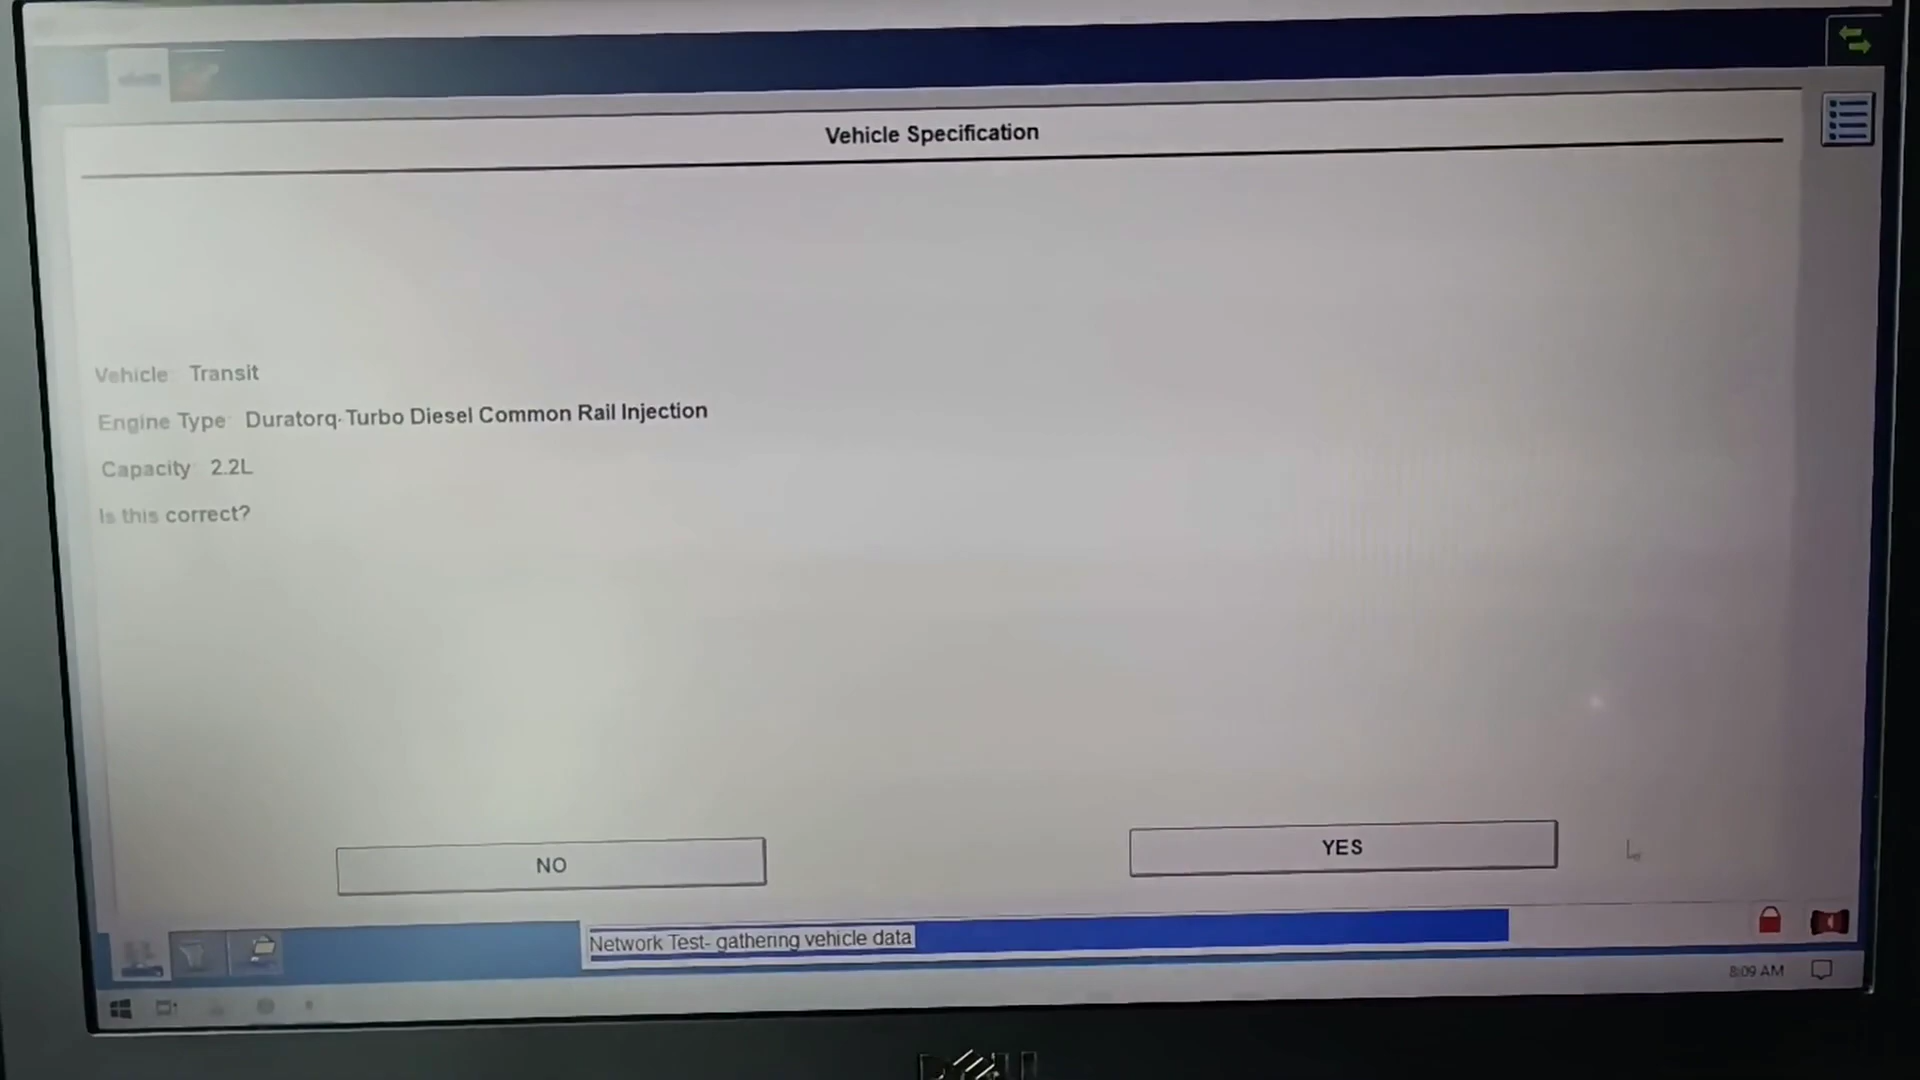 Vehicle Specification
Vehicle Transit
Engine Type Duratorq-Turbo Diesel Common Rail Injection
Capacity 2.2L
Is this correct?
NO
YES
Network Test- gathering vehicle data
8:09 AM
DELL